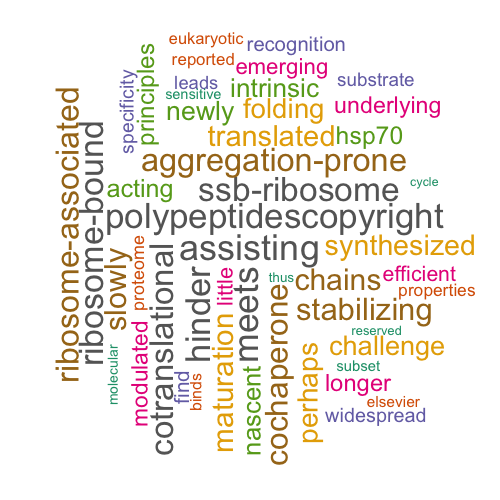 eukaryotic
recognition
reported
emerging
leads
substrate
sensitive
intrinsic
specificity
principles
newly
folding
underlying
translated
hsp70
aggregation-prone
acting
ssb-ribosome
cycle
polypeptidescopyright
ribosome-associated
ribosome-bound
assisting
synthesized
slowly
proteome
cotranslational
hinder
little
meets
thus
chains
efficient
properties
stabilizing
molecular
modulated
find
binds
maturation
nascent
cochaperone
perhaps
reserved
challenge
subset
longer
elsevier
widespread